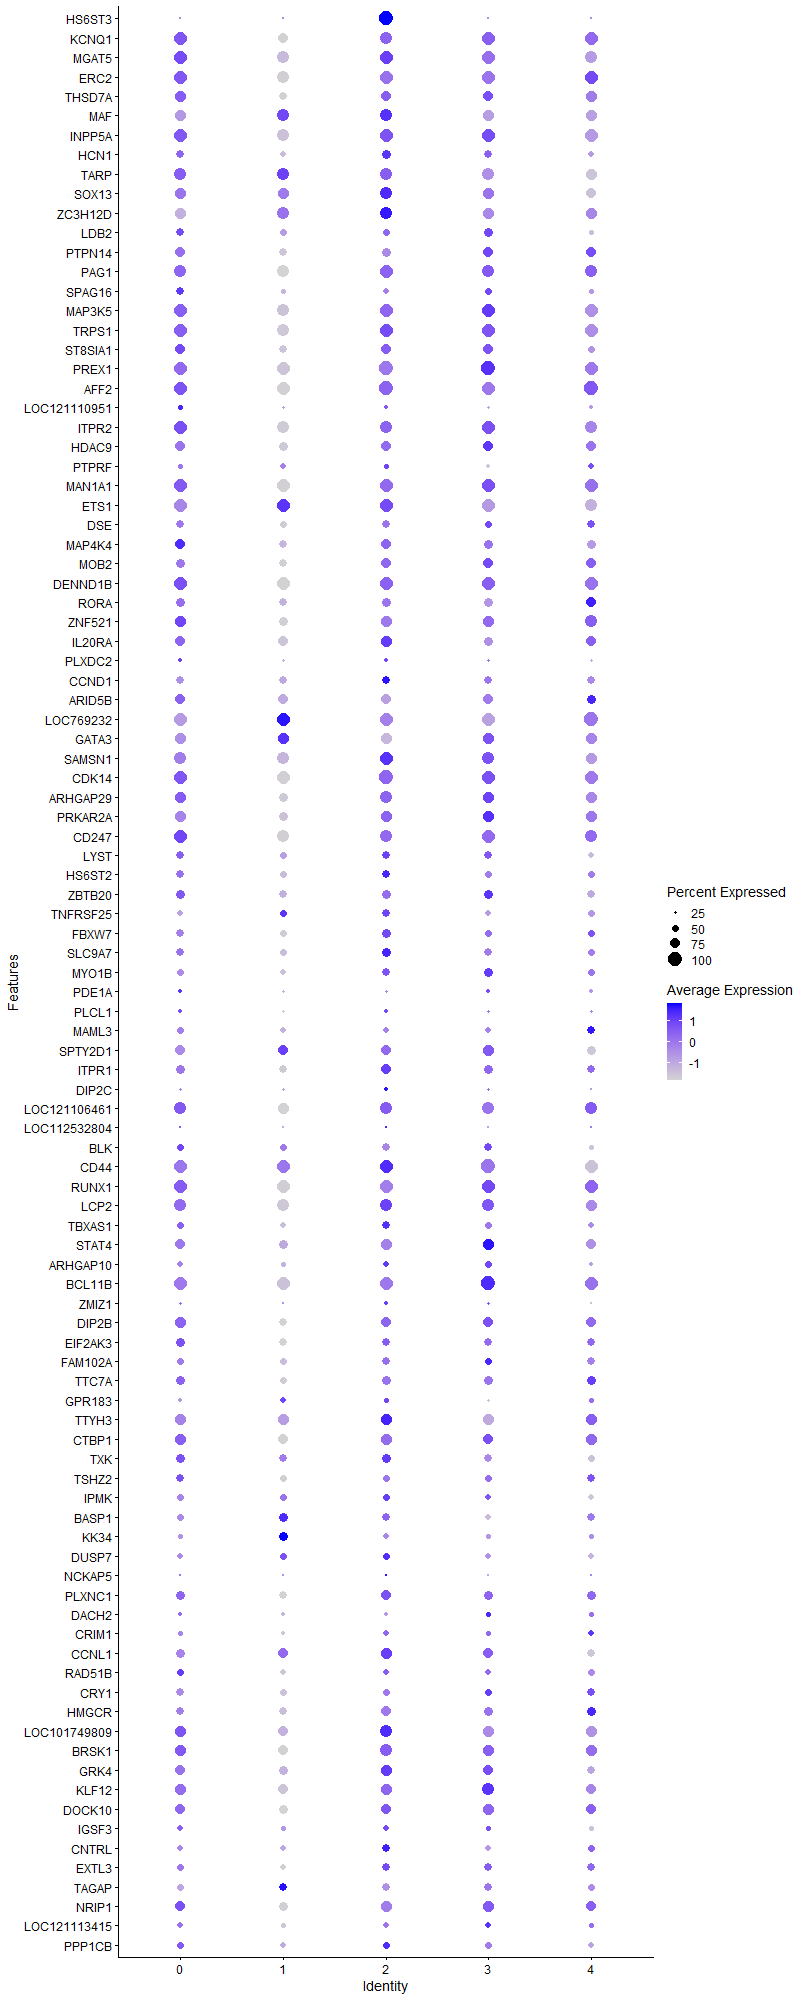 HS6ST3
KCNQ1
MGAT5
ERC2
THSD7A
MAF
INPP5A
HCN1
TARP
SOX13
ZC3H12D
LDB2
PTPN14
PAG1
SPAG16
MAP3K5
TRPS1
ST8SIA1
PREX1
AFF2
LOC121110951
ITPR2
HDAC9
PTPRF
MAN1A1
ETS1
DSE
MAP4K4
MOB2
DENND1B
RORA
ZNF521
IL20RA
PLXDC2
CCND1
ARID5B
LOC769232
GATA3
SAMSN1
CDK14
ARHGAP29
PRKAR2A
CD247
LYST
HS6ST2
ZBTB20
TNFRSF25
FBXW7
SLC9A7
MYO1B
PDE1A
PLCL1
MAML3
SPTY2D1
ITPR1
DIP2C
LOC121106461
LOC112532804
BLK
CD44
RUNX1
LCP2
TBXAS1
STAT4
ARHGAP10
BCL11B
ZMIZ1
DIP2B
EIF2AK3
FAM102A
TTC7A
GPR183
TTYH3
CTBP1
TXK
TSHZ2
IPMK
BASP1
KK34
DUSP7
NCKAP5
PLXNC1
DACH2
CRIM1
CCNL1
RAD51B
CRY1
HMGCR
LOC101749809
BRSK1
GRK4
KLF12
DOCK10
IGSF3
CNTRL
EXTL3
TAGAP
NRIP1
LOC121113415
PPP1CB
Features
0 1 2 3 4
Identity
Percent Expressed
25
50
75
100
Average Expression
1
0
-1